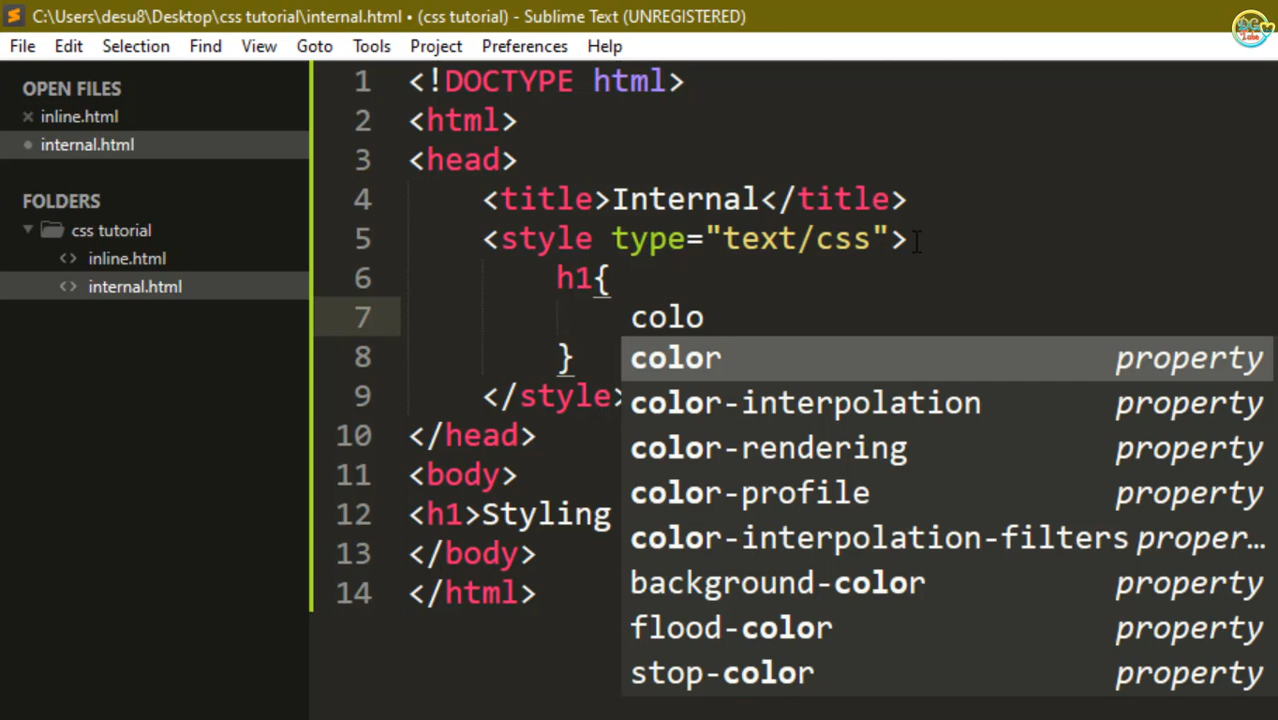 C:\Users\desu8\Desktop\css tutorial\internal.html • (css tutorial) - Sublime Text (UNREGISTERED)
File Edit Selection Find View Goto Tools Project Preferences Help
OPEN FILES
inline.html
internal.html
FOLDERS
css tutorial
inline.html
internal.html
1 <!DOCTYPE html>
2 <html>
3 <head>
4 <title>Internal</title>
5 <style type="text/css">
6 h1{
7 colo
8 }
9 </style>
10 </head>
11 <body>
12 <h1>Styling
13 </body>
14 </html>
color property
color-interpolation property
color-rendering property
color-profile property
color-interpolation-filters proper…
background-color property
flood-color property
stop-color property